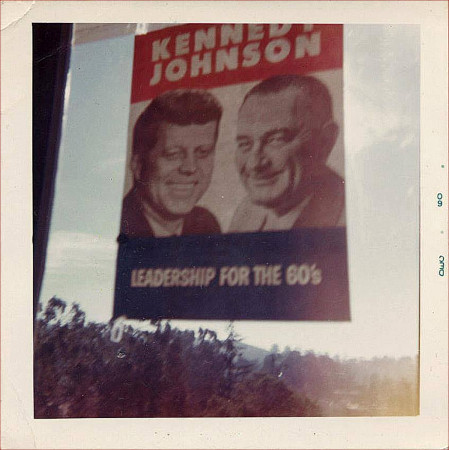 KENNEDY
JOHNSON
LEADERSHIP FOR THE 60's